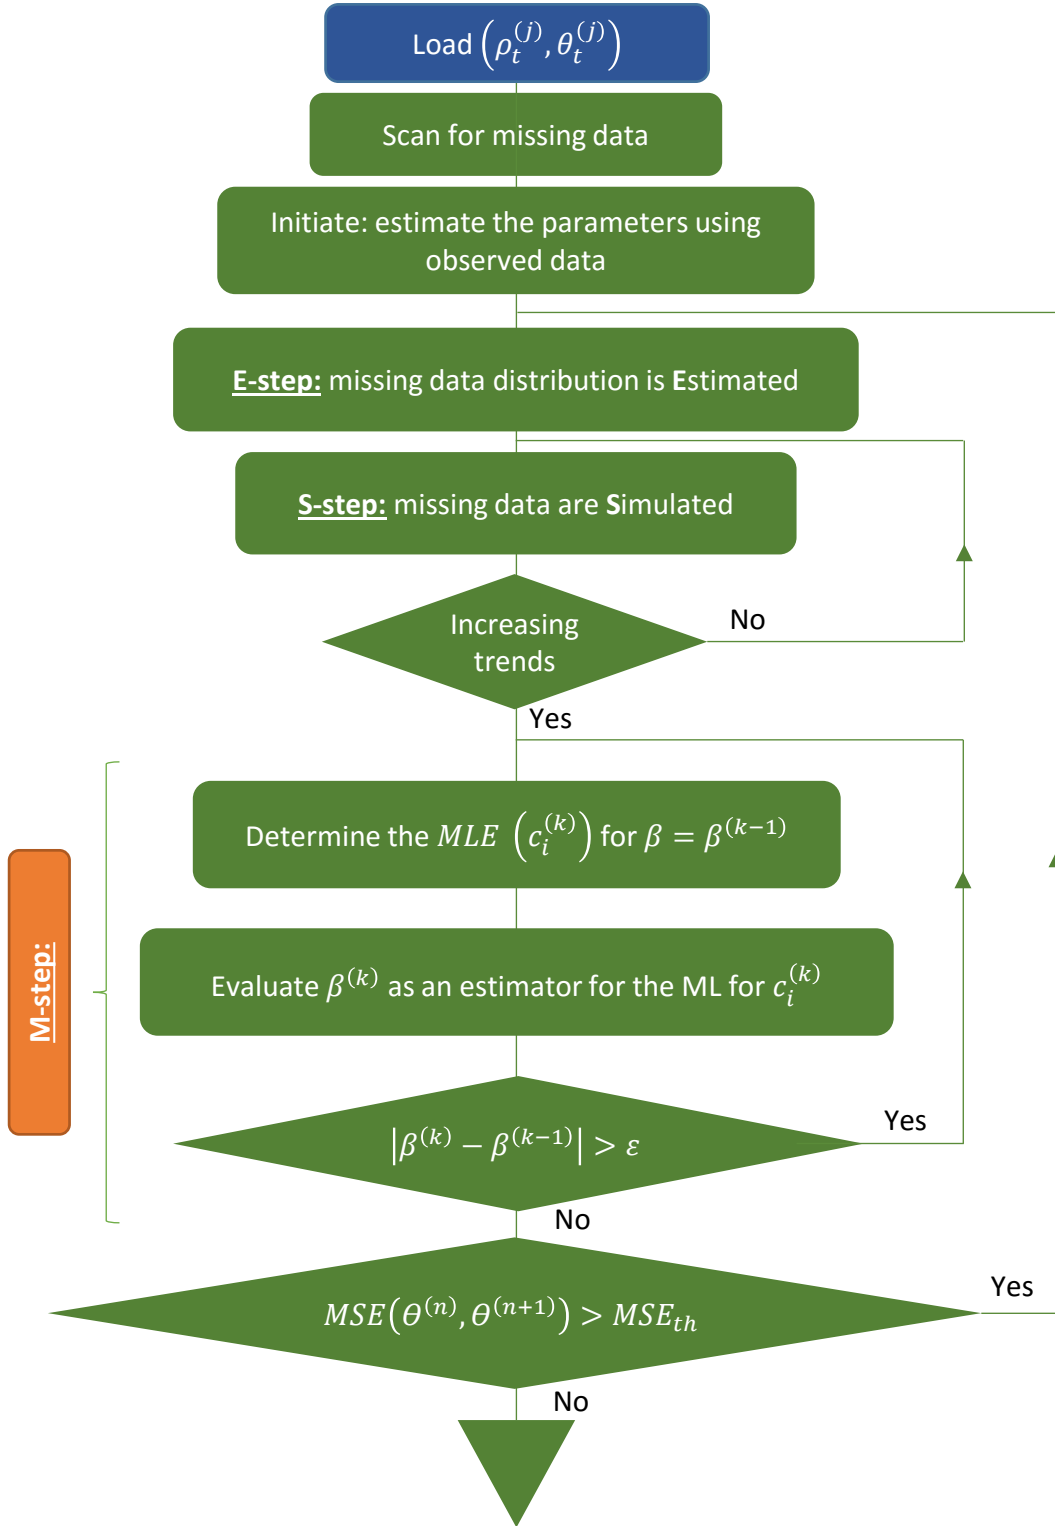 Load (ρ_t^(j), θ_t^(j))
Scan for missing data
Initiate: estimate the parameters using
observed data
E-step: missing data distribution is Estimated
S-step: missing data are Simulated
Increasing
trends
No
Yes
M-step:
Determine the MLE (c_i^(k)) for β = β^(k−1)
Evaluate β^(k) as an estimator for the ML for c_i^(k)
|β^(k) − β^(k−1)| > ε
Yes
No
MSE(Θ^(n), Θ^(n+1)) > MSE_th
Yes
No